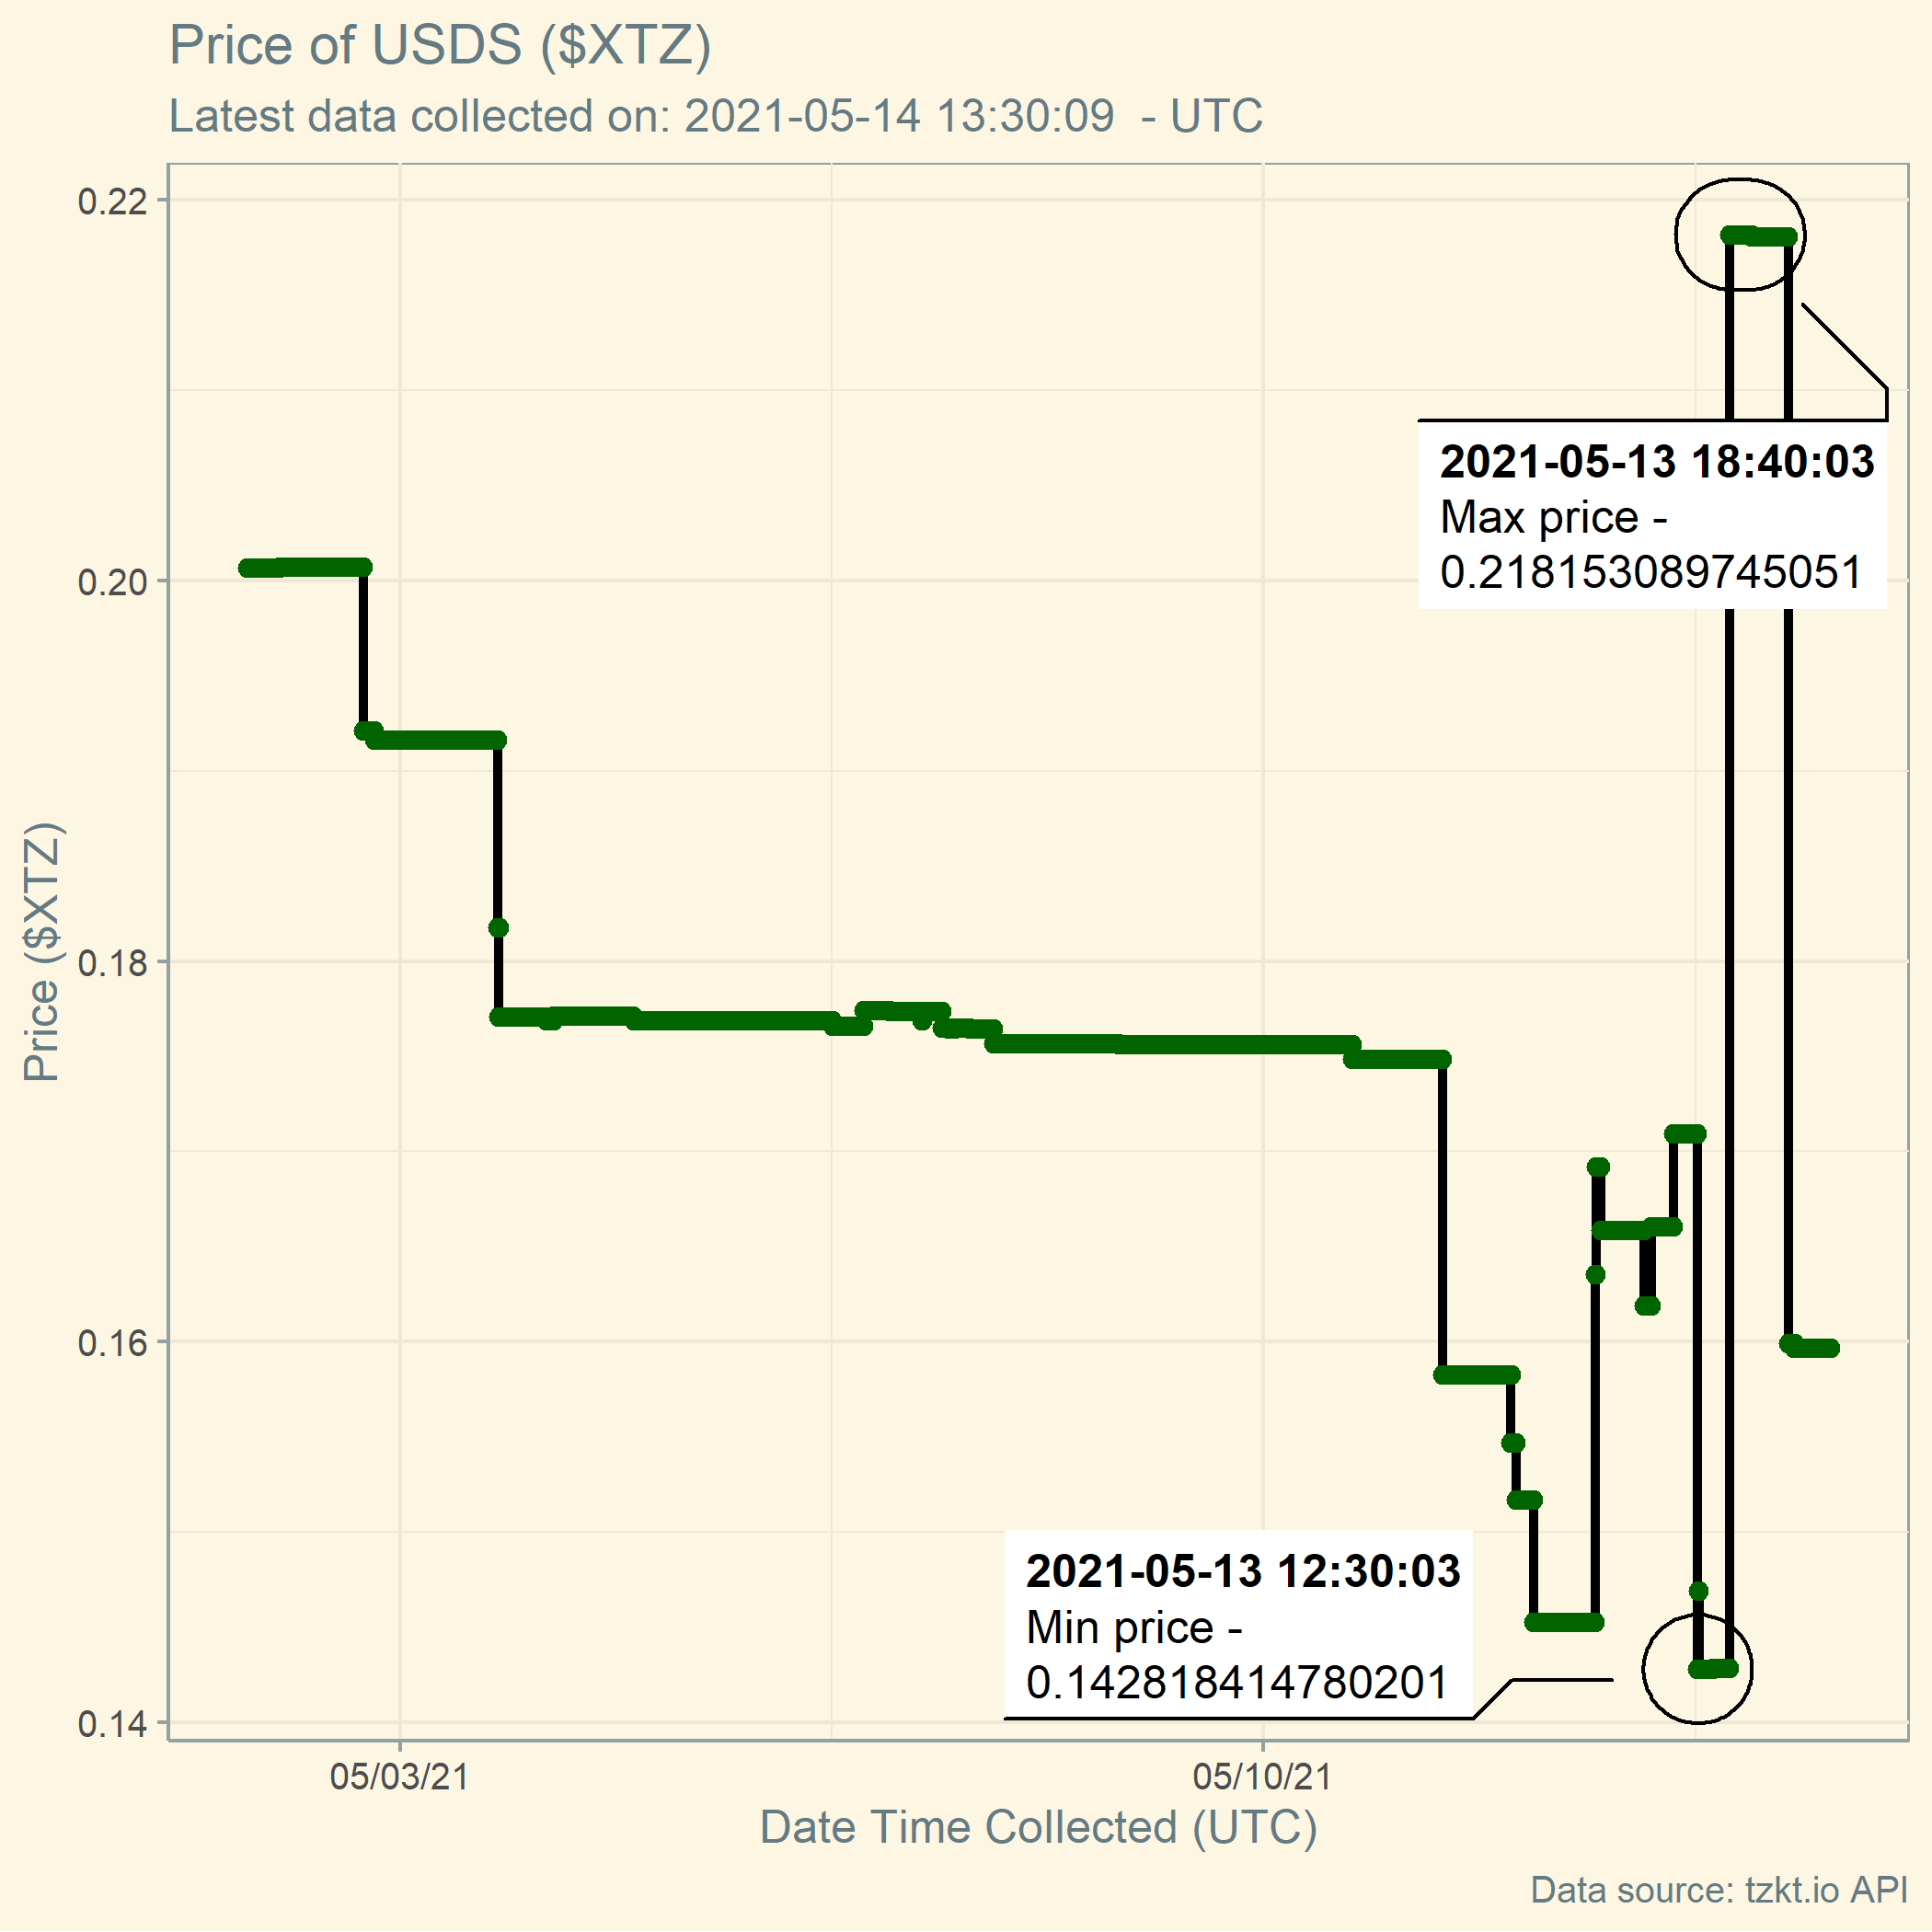 Price of USDS ($XTZ)
Latest data collected on: 2021-05-14 13:30:09  - UTC
Price ($XTZ)
0.22
0.20
0.18
0.16
0.14
2021-05-13 18:40:03
Max price -
0.218153089745051
2021-05-13 12:30:03
Min price -
0.142818414780201
05/03/21
05/10/21
Date Time Collected (UTC)
Data source: tzkt.io API